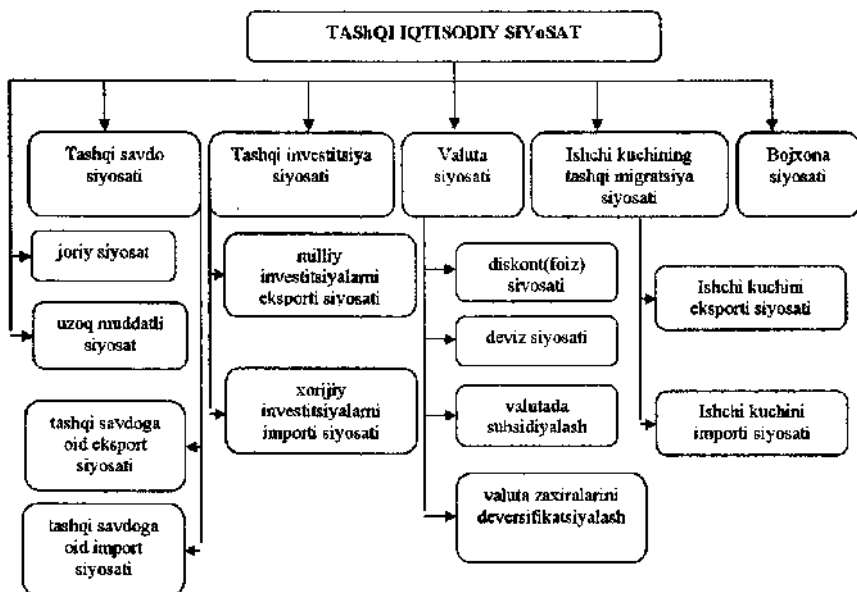 TAShQI IQTISODIY SIYoSAT
Tashqi savdo
siyosati
Tashqi investitsiya
siyosati
Valuta
siyosati
Ishchi kuchining
tashqi migratsiya
siyosati
Bojxona
siyosati
joriy siyosat
uzoq muddatli
siyosat
tashqi savdoga
oid eksport
siyosati
tashqi savdoga
oid import
siyosati
milliy
investitsiyalarni
eksporti siyosati
xorijiy
investitsiyalarni
importi siyosati
diskont(foiz)
siyosati
deviz siyosati
valutada
subsidiyalash
valuta zaxiralarini
deversifikatsiyalash
Ishchi kuchini
eksporti siyosati
Ishchi kuchini
importi siyosati